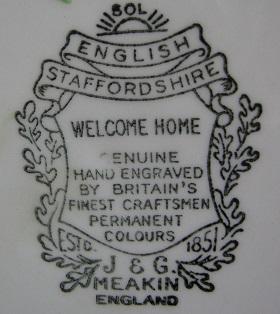 SOL
ENGLISH
STAFFORDSHIRE
WELCOME HOME
ENUINE
HAND ENGRAVED
BY BRITAIN'S
FINEST CRAFTSMEN
PERMANENT
COLOURS
ESTD. 1851
J & G.
MEAKIN
ENGLAND